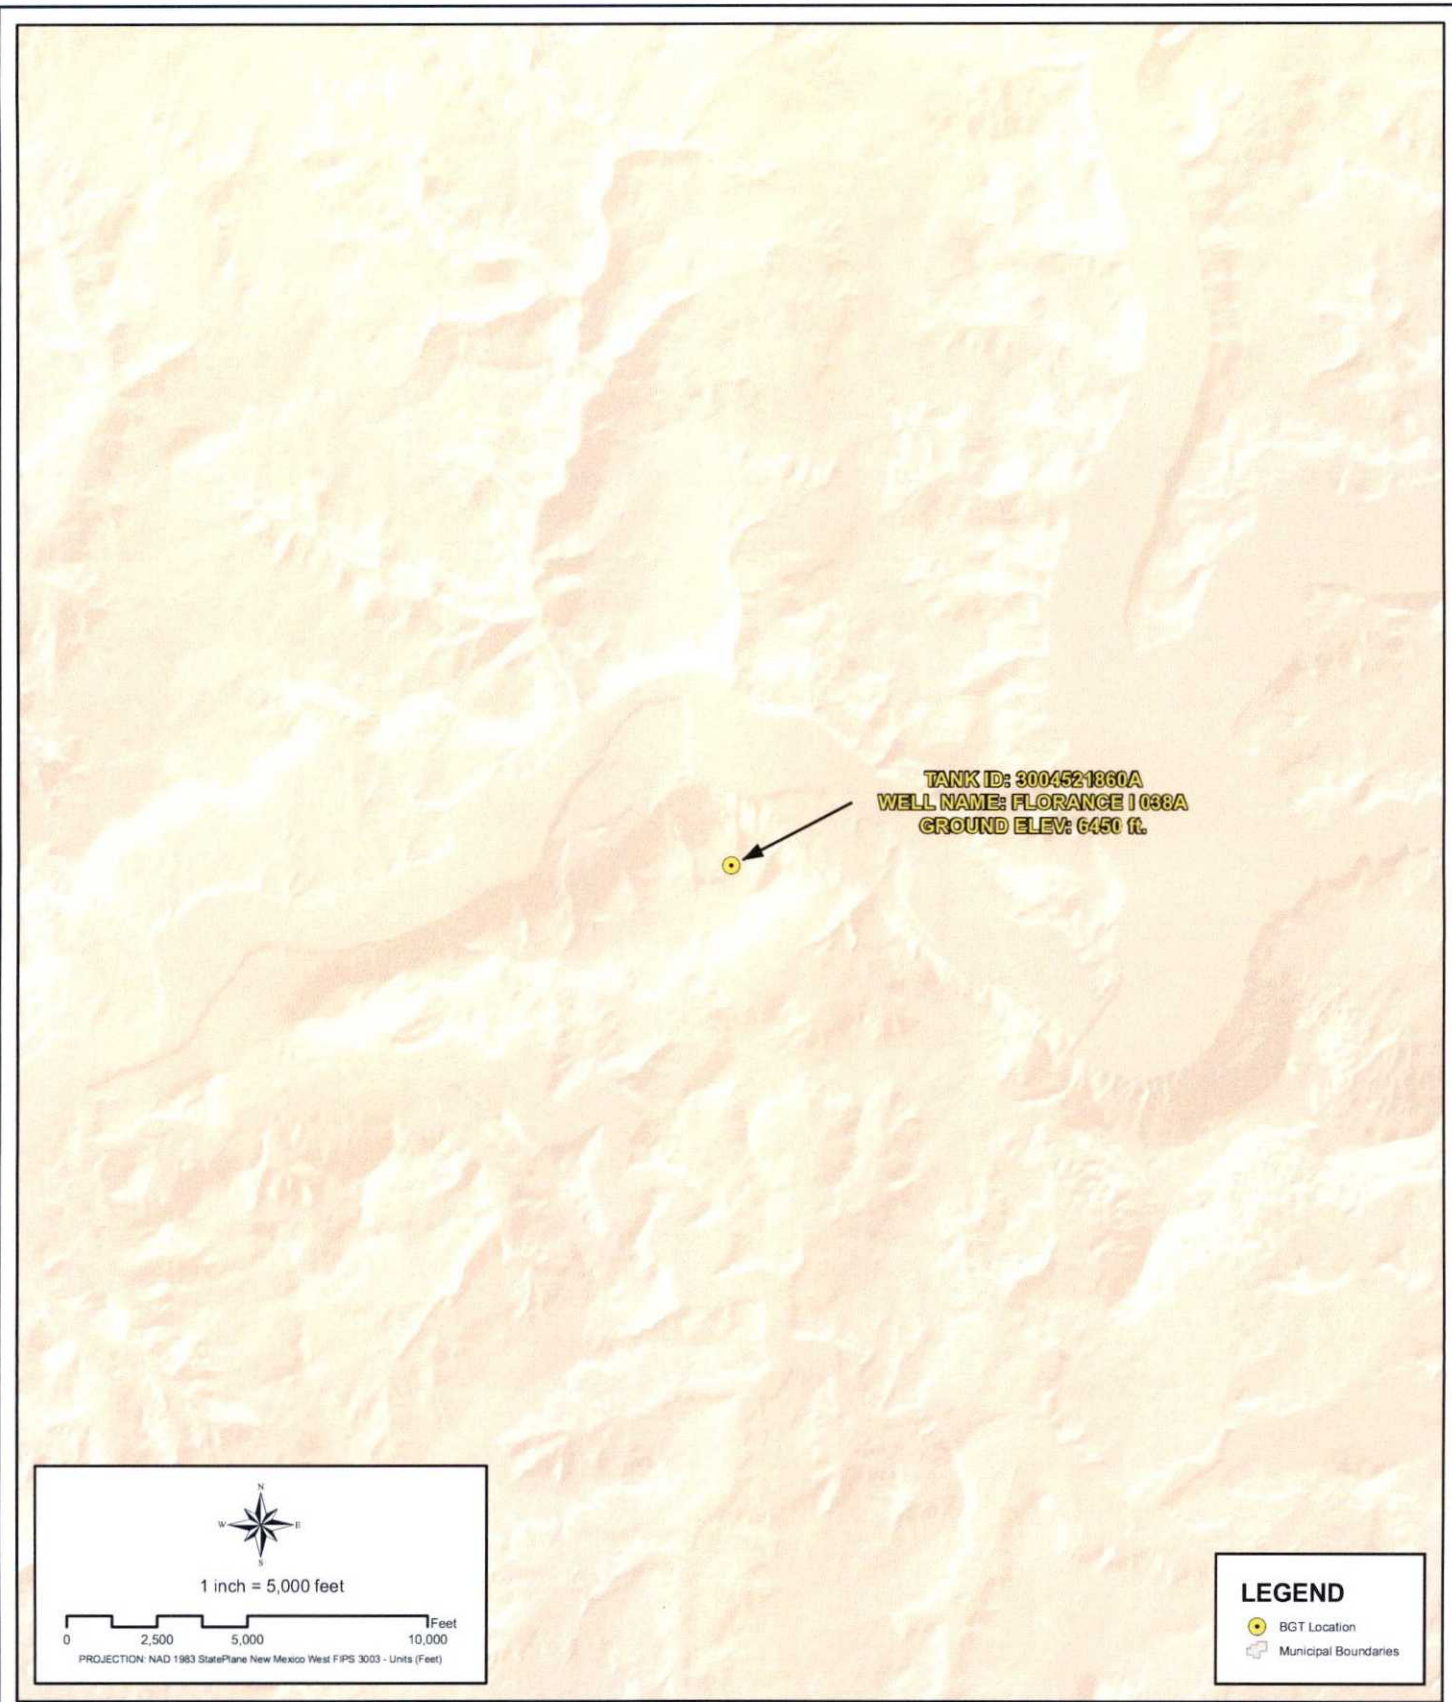 TANK ID: 3004521860A
WELL NAME: FLORANCE I 038A
GROUND ELEV: 6450 ft.
N
W E
S
1 inch = 5,000 feet
Feet
0 2,500 5,000 10,000
PROJECTION: NAD 1983 StatePlane New Mexico West FIPS 3003 - Units (Feet)
LEGEND
BGT Location
Municipal Boundaries